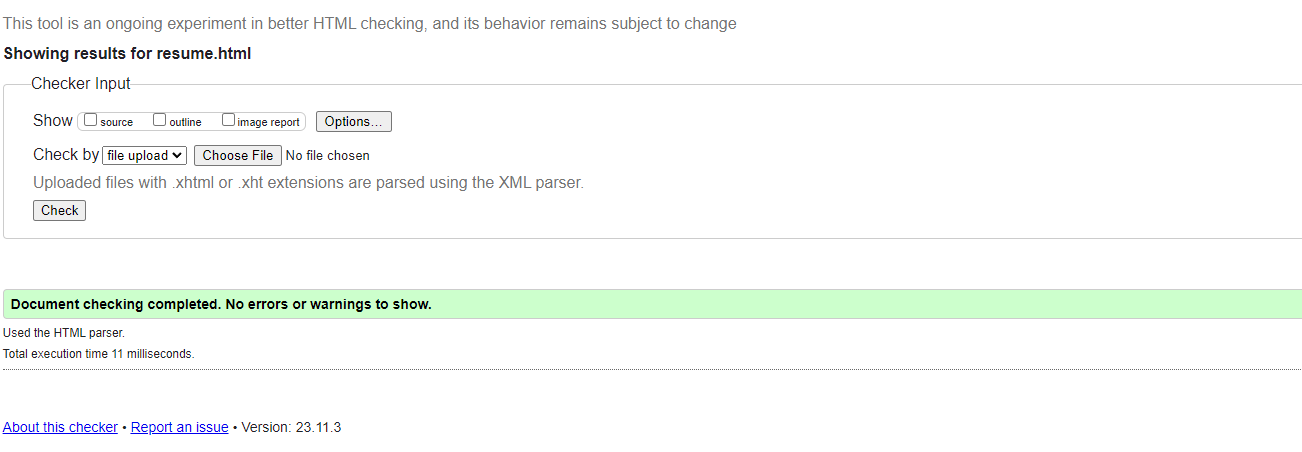 This tool is an ongoing experiment in better HTML checking, and its behavior remains subject to change
Showing results for resume.html
Checker Input
Show source outline image report Options...
Check by file upload Choose File No file chosen
Uploaded files with .xhtml or .xht extensions are parsed using the XML parser.
Check
Document checking completed. No errors or warnings to show.
Used the HTML parser.
Total execution time 11 milliseconds.
About this checker • Report an issue • Version: 23.11.3